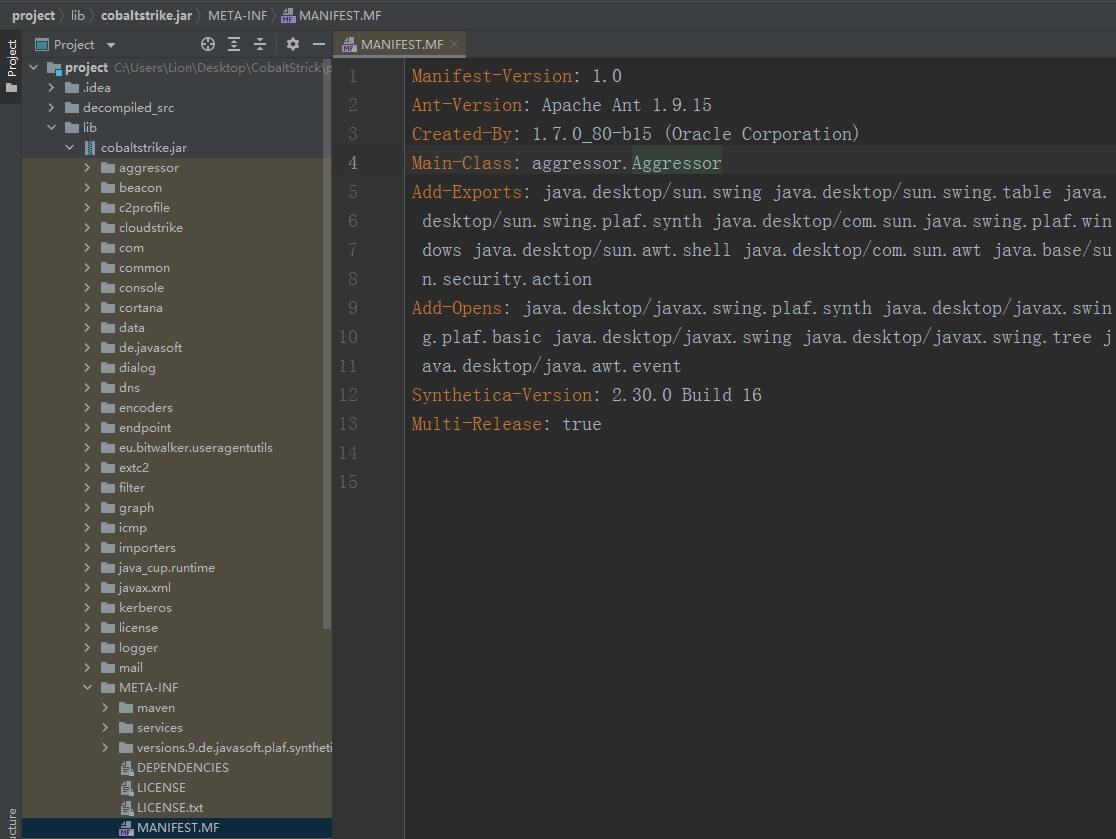 project lib cobaltstrike.jar META-INF MANIFEST.MF
Project
Project
MANIFEST.MF
project C:\Users\Lion\Desktop\CobaltStrick\p
.idea
decompiled_src
lib
cobaltstrike.jar
aggressor
beacon
c2profile
cloudstrike
com
common
console
cortana
data
de.javasoft
dialog
dns
encoders
endpoint
eu.bitwalker.useragentutils
extc2
filter
graph
icmp
importers
java_cup.runtime
javax.xml
kerberos
license
logger
mail
META-INF
maven
services
versions.9.de.javasoft.plaf.syntheti
DEPENDENCIES
LICENSE
LICENSE.txt
MANIFEST.MF
ucture
1 Manifest-Version: 1.0
2 Ant-Version: Apache Ant 1.9.15
3 Created-By: 1.7.0_80-b15 (Oracle Corporation)
4 Main-Class: aggressor.Aggressor
5 Add-Exports: java.desktop/sun.swing java.desktop/sun.swing.table java.
6 desktop/sun.swing.plaf.synth java.desktop/com.sun.java.swing.plaf.win
7 dows java.desktop/sun.awt.shell java.desktop/com.sun.awt java.base/su
8 n.security.action
9 Add-Opens: java.desktop/javax.swing.plaf.synth java.desktop/javax.swin
10 g.plaf.basic java.desktop/javax.swing java.desktop/javax.swing.tree j
11 ava.desktop/java.awt.event
12 Synthetica-Version: 2.30.0 Build 16
13 Multi-Release: true
14
15